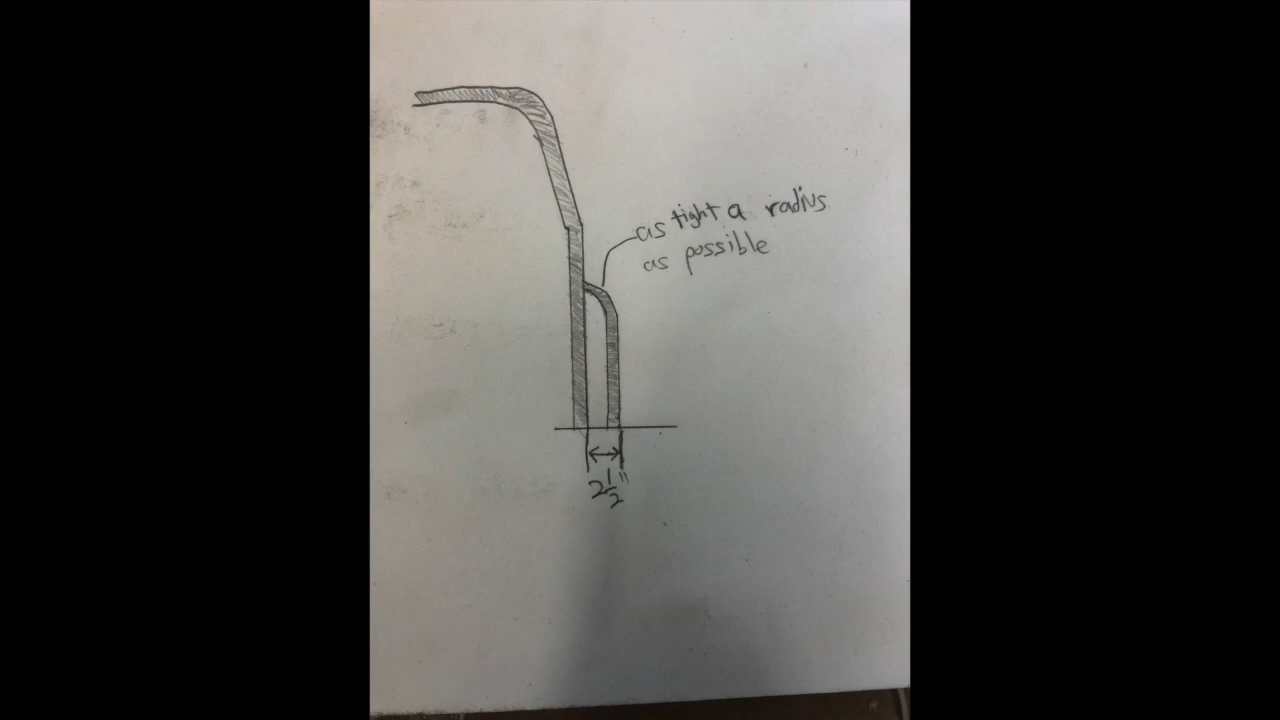 as tight a radius
as possible
2 1/2"